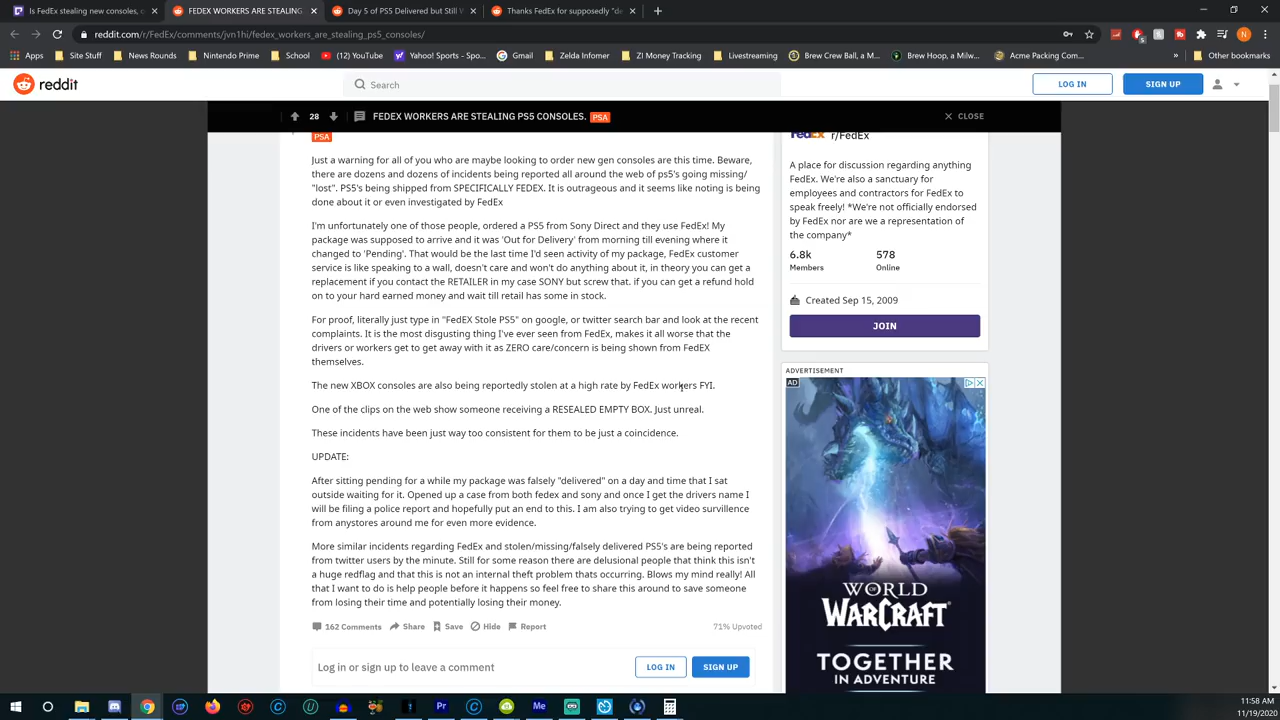 Is FedEx stealing new consoles, c
FEDEX WORKERS ARE STEALING
Day 5 of PS5 Delivered but Still W
Thanks FedEx for supposedly "de
reddit.com/r/FedEx/comments/jvn1hi/fedex_workers_are_stealing_ps5_consoles/
Apps
Site Stuff
News Rounds
Nintendo Prime
School
(12) YouTube
Yahoo! Sports - Spo...
Gmail
Zelda Infomer
ZI Money Tracking
Livestreaming
Brew Crew Ball, a M...
Brew Hoop, a Milw...
Acme Packing Com...
»
Other bookmarks
reddit
Search
LOG IN
SIGN UP
28
FEDEX WORKERS ARE STEALING PS5 CONSOLES.
PSA
CLOSE
PSA
Just a warning for all of you who are maybe looking to order new gen consoles are this time. Beware,
there are dozens and dozens of incidents being reported all around the web of ps5's going missing/
"lost". PS5's being shipped from SPECIFICALLY FEDEX. It is outrageous and it seems like noting is being
done about it or even investigated by FedEx
I'm unfortunately one of those people, ordered a PS5 from Sony Direct and they use FedEx! My
package was supposed to arrive and it was 'Out for Delivery' from morning till evening where it
changed to 'Pending'. That would be the last time I'd seen activity of my package, FedEx customer
service is like speaking to a wall, doesn't care and won't do anything about it, in theory you can get a
replacement if you contact the RETAILER in my case SONY but screw that. if you can get a refund hold
on to your hard earned money and wait till retail has some in stock.
For proof, literally just type in "FedEX Stole PS5" on google, or twitter search bar and look at the recent
complaints. It is the most disgusting thing I've ever seen from FedEx, makes it all worse that the
drivers or workers get to get away with it as ZERO care/concern is being shown from FedEX
themselves.
The new XBOX consoles are also being reportedly stolen at a high rate by FedEx workers FYI.
One of the clips on the web show someone receiving a RESEALED EMPTY BOX. Just unreal.
These incidents have been just way too consistent for them to be just a coincidence.
UPDATE:
After sitting pending for a while my package was falsely "delivered" on a day and time that I sat
outside waiting for it. Opened up a case from both fedex and sony and once I get the drivers name I
will be filing a police report and hopefully put an end to this. I am also trying to get video survillence
from anystores around me for even more evidence.
More similar incidents regarding FedEx and stolen/missing/falsely delivered PS5's are being reported
from twitter users by the minute. Still for some reason there are delusional people that think this isn't
a huge redflag and that this is not an internal theft problem thats occurring. Blows my mind really! All
that I want to do is help people before it happens so feel free to share this around to save someone
from losing their time and potentially losing their money.
162 Comments
Share
Save
Hide
Report
71% Upvoted
Log in or sign up to leave a comment
LOG IN
SIGN UP
FedEx
r/FedEx
A place for discussion regarding anything
FedEx. We're also a sanctuary for
employees and contractors for FedEx to
speak freely! *We're not officially endorsed
by FedEx nor are we a representation of
the company*
6.8k
578
Members
Online
Created Sep 15, 2009
JOIN
ADVERTISEMENT
AD
WORLD
OF
WARCRAFT
TOGETHER
IN ADVENTURE
11:58 AM
11/19/2020